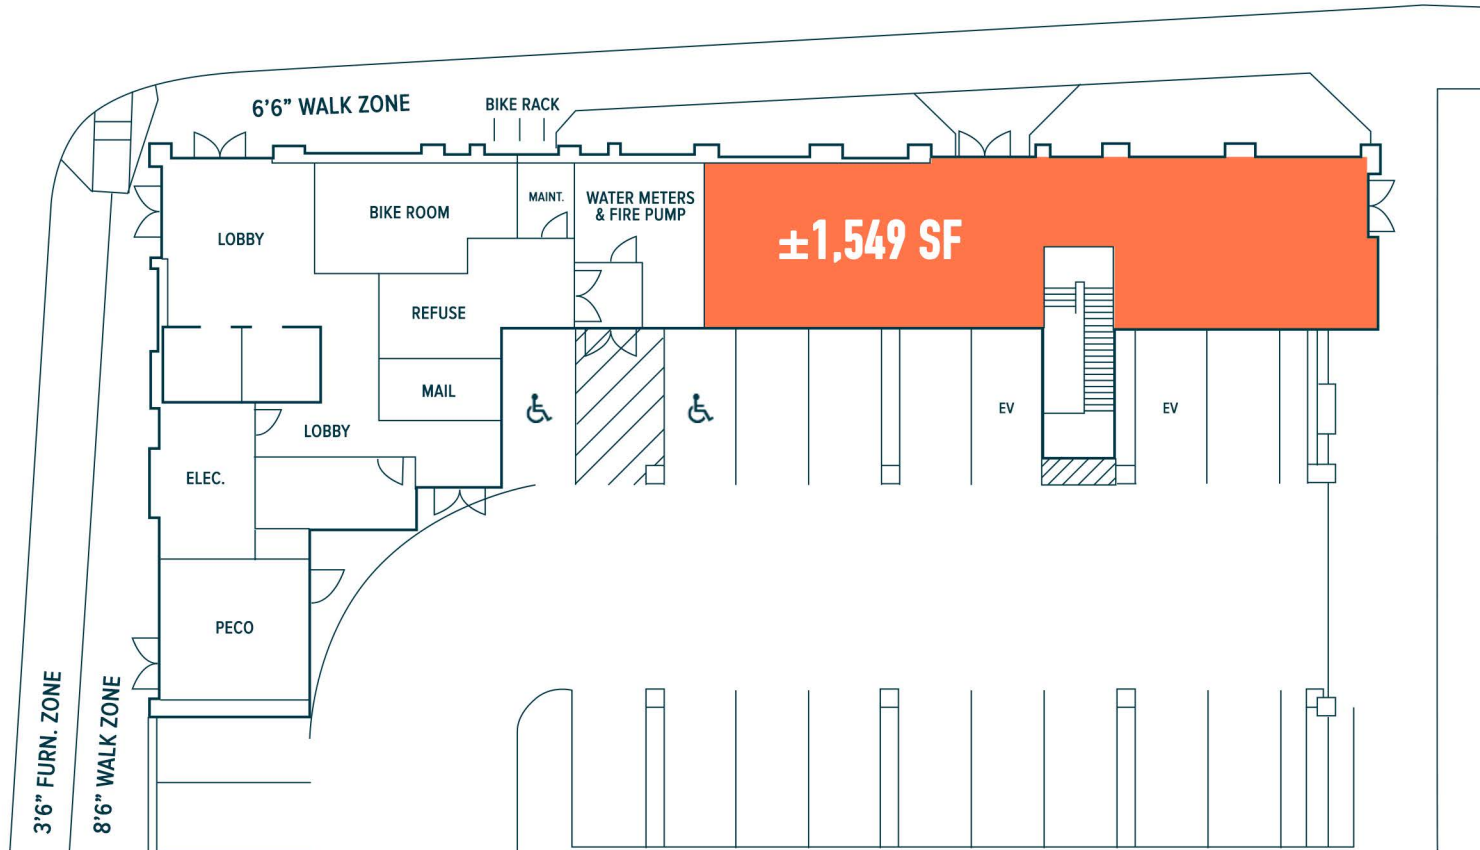 6’6” WALK ZONE
BIKE RACK
MAINT.
WATER METERS
& FIRE PUMP
BIKE ROOM
LOBBY
±1,549 SF
REFUSE
MAIL
EV
EV
LOBBY
ELEC.
PECO
3’6” FURN. ZONE
8’6” WALK ZONE